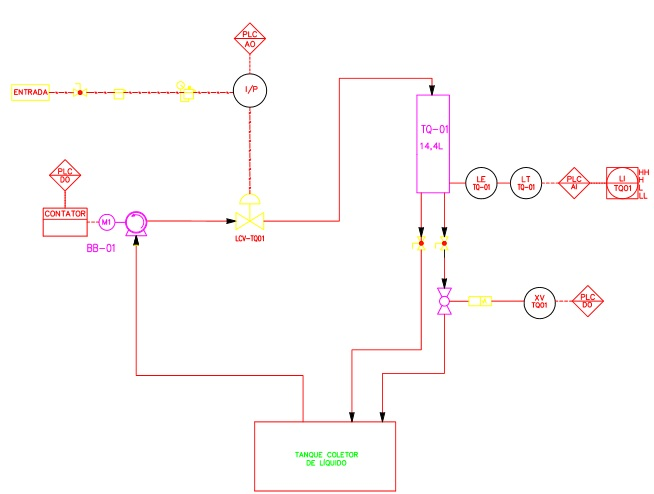 PLC
AO
ENTRADA
I/P
TQ-01
14,4L
PLC
DO
CONTATOR
M1
BB-01
LCV-TQ01
LE
TQ-01
LT
TQ-01
PLC
AI
LI
TQ01
HH
H
L
LL
XV
TQ01
PLC
DO
TANQUE COLETOR
DE LÍQUIDO